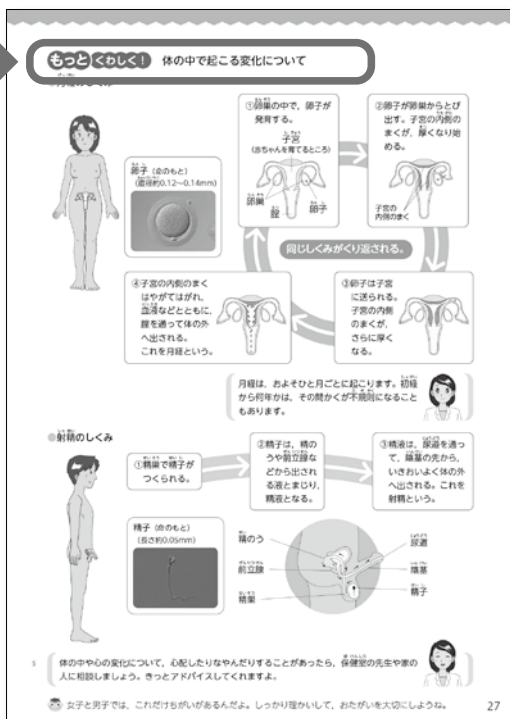 もっとくわしく! 体の中で起こる変化について
卵子(命のもと)
(直径約0.12〜0.14mm)
①卵巣の中で、卵子が
発育する。
子宮
(赤ちゃんを育てるところ)
卵巣
腟
卵子
②卵子が卵巣からとび
出す。子宮の内側の
まくが、厚くなり始
める。
子宮の
内側のまく
同じしくみがくり返される。
③卵子は子宮
に送られる。
子宮の内側
のまくが、
さらに厚く
なる。
④子宮の内側のまく
はやがてはがれ、
血液などとともに、
腟を通って体の外
へ出される。
これを月経という。
月経は、およそひと月ごとに起こります。初経
から何年かは、その間かくが不規則になること
もあります。
●射精のしくみ
①精巣で精子が
つくられる。
②精子は、精の
うや前立腺な
どから出され
る液とまじり、
精液となる。
③精液は、尿道を通っ
て、陰茎の先から、
いきおいよく体の外
へ出される。これを
射精という。
精子(命のもと)
(長さ約0.05mm)
精のう
前立腺
精巣
尿道
陰茎
精子
5 体の中や心の変化について、心配したりなやんだりすることがあったら、保健室の先生や家の
人に相談しましょう。きっとアドバイスしてくれますよ。
女子と男子では、これだけちがいがあるんだよ。しっかり理かいして、おたがいを大切にしようね。
27